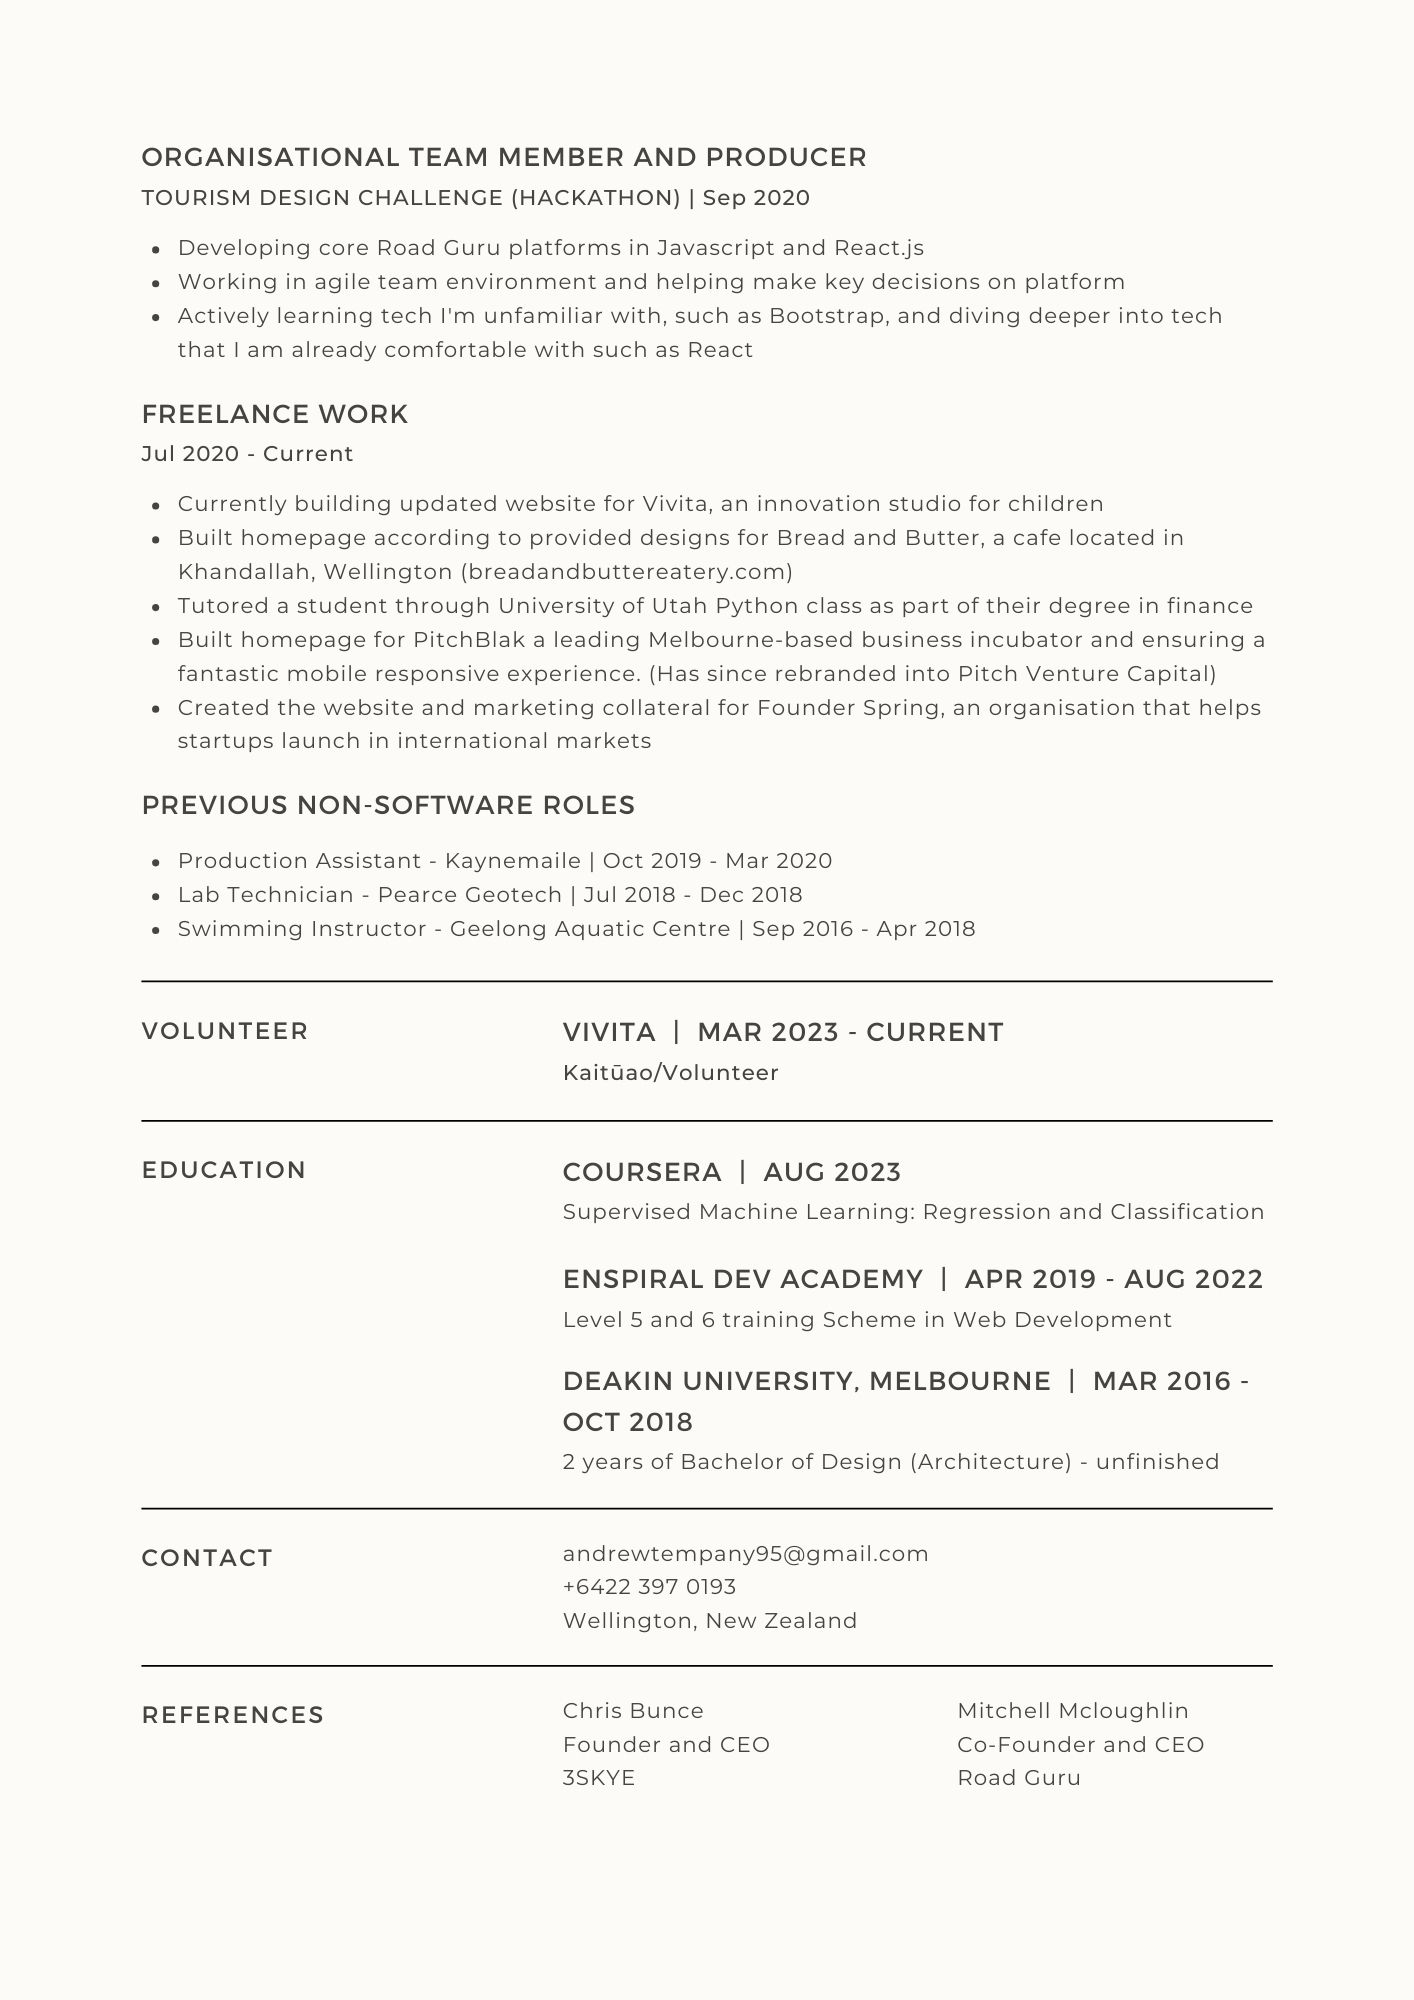 ORGANISATIONAL TEAM MEMBER AND PRODUCER
TOURISM DESIGN CHALLENGE (HACKATHON) | Sep 2020
• Developing core Road Guru platforms in Javascript and React.js
• Working in agile team environment and helping make key decisions on platform
• Actively learning tech I'm unfamiliar with, such as Bootstrap, and diving deeper into tech
that I am already comfortable with such as React
FREELANCE WORK
Jul 2020 - Current
• Currently building updated website for Vivita, an innovation studio for children
• Built homepage according to provided designs for Bread and Butter, a cafe located in
Khandallah, Wellington (breadandbuttereatery.com)
• Tutored a student through University of Utah Python class as part of their degree in finance
• Built homepage for PitchBlak a leading Melbourne-based business incubator and ensuring a
fantastic mobile responsive experience. (Has since rebranded into Pitch Venture Capital)
• Created the website and marketing collateral for Founder Spring, an organisation that helps
startups launch in international markets
PREVIOUS NON-SOFTWARE ROLES
• Production Assistant - Kaynemaile | Oct 2019 - Mar 2020
• Lab Technician - Pearce Geotech | Jul 2018 - Dec 2018
• Swimming Instructor - Geelong Aquatic Centre | Sep 2016 - Apr 2018
VOLUNTEER
VIVITA | MAR 2023 - CURRENT
Kaitūao/Volunteer
EDUCATION
COURSERA | AUG 2023
Supervised Machine Learning: Regression and Classification
ENSPIRAL DEV ACADEMY | APR 2019 - AUG 2022
Level 5 and 6 training Scheme in Web Development
DEAKIN UNIVERSITY, MELBOURNE | MAR 2016 -
OCT 2018
2 years of Bachelor of Design (Architecture) - unfinished
CONTACT
andrewtempany95@gmail.com
+6422 397 0193
Wellington, New Zealand
REFERENCES
Chris Bunce
Founder and CEO
3SKYE
Mitchell Mcloughlin
Co-Founder and CEO
Road Guru